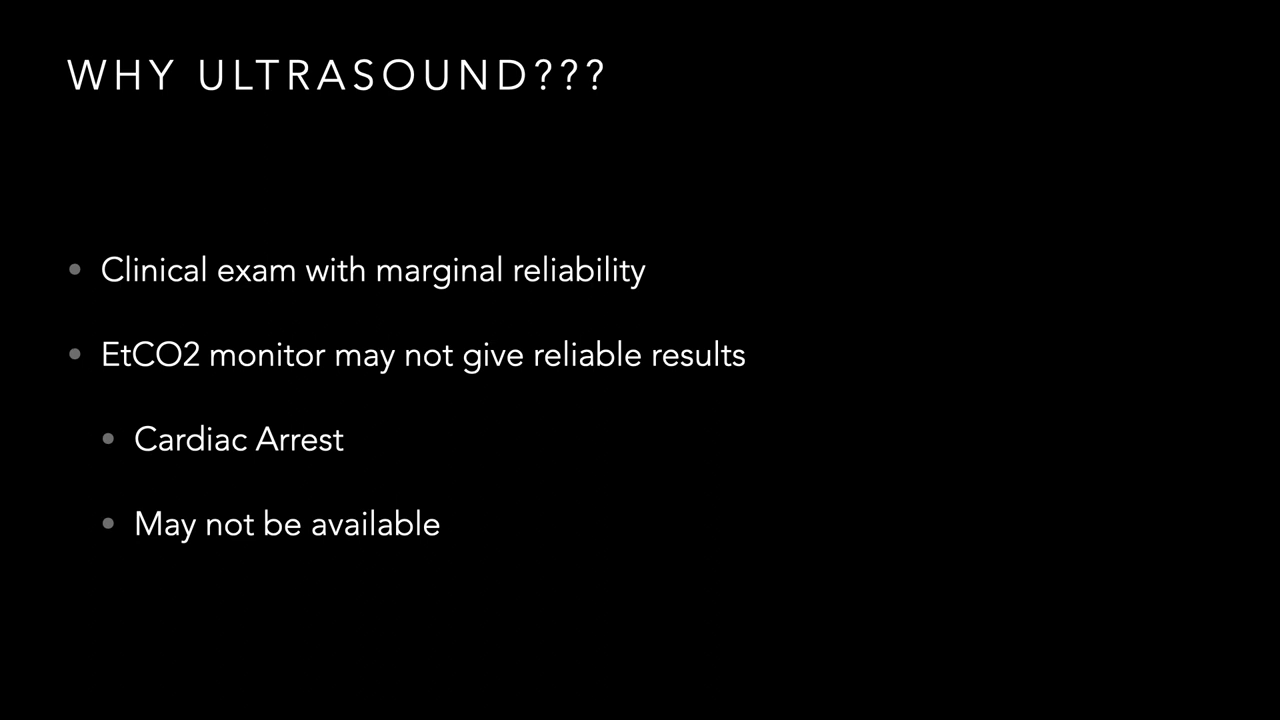 WHY ULTRASOUND???
• Clinical exam with marginal reliability
• EtCO2 monitor may not give reliable results
• Cardiac Arrest
• May not be available